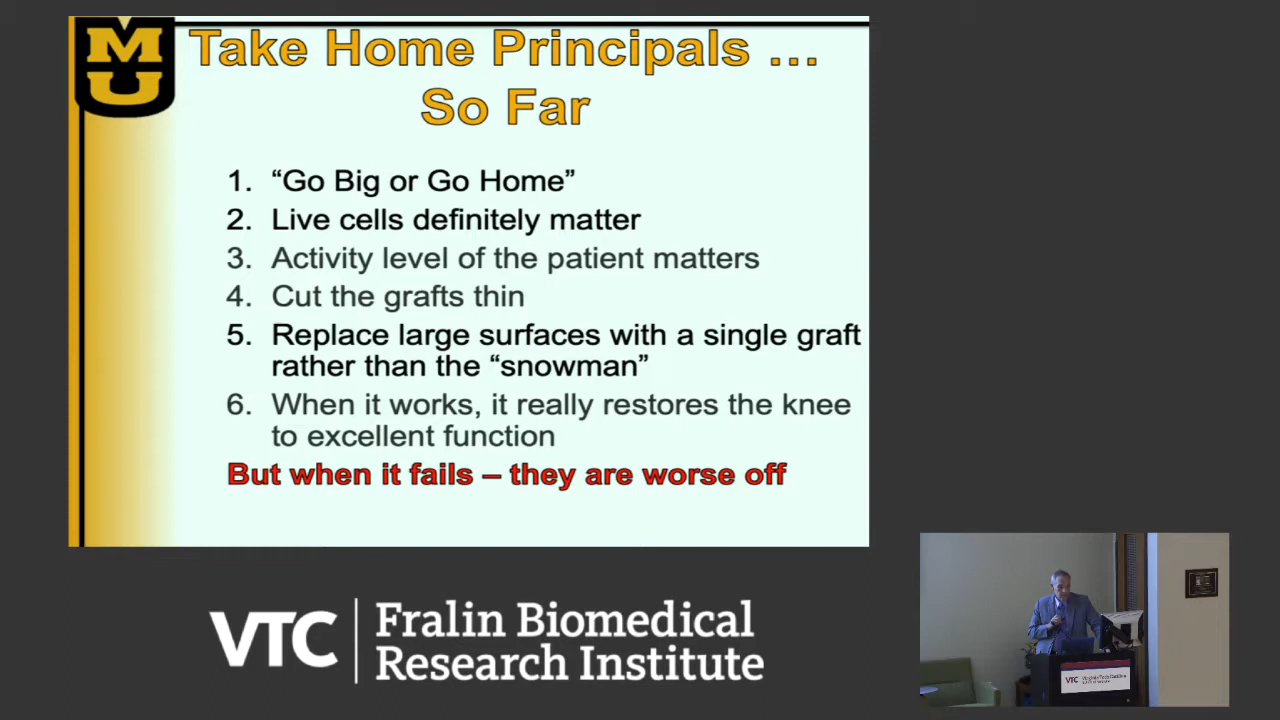 MU
Take Home Principals …
So Far
1. “Go Big or Go Home”
2. Live cells definitely matter
3. Activity level of the patient matters
4. Cut the grafts thin
5. Replace large surfaces with a single graft
rather than the “snowman”
6. When it works, it really restores the knee
to excellent function
But when it fails – they are worse off
VTC
Fralin Biomedical
Research Institute
VTC